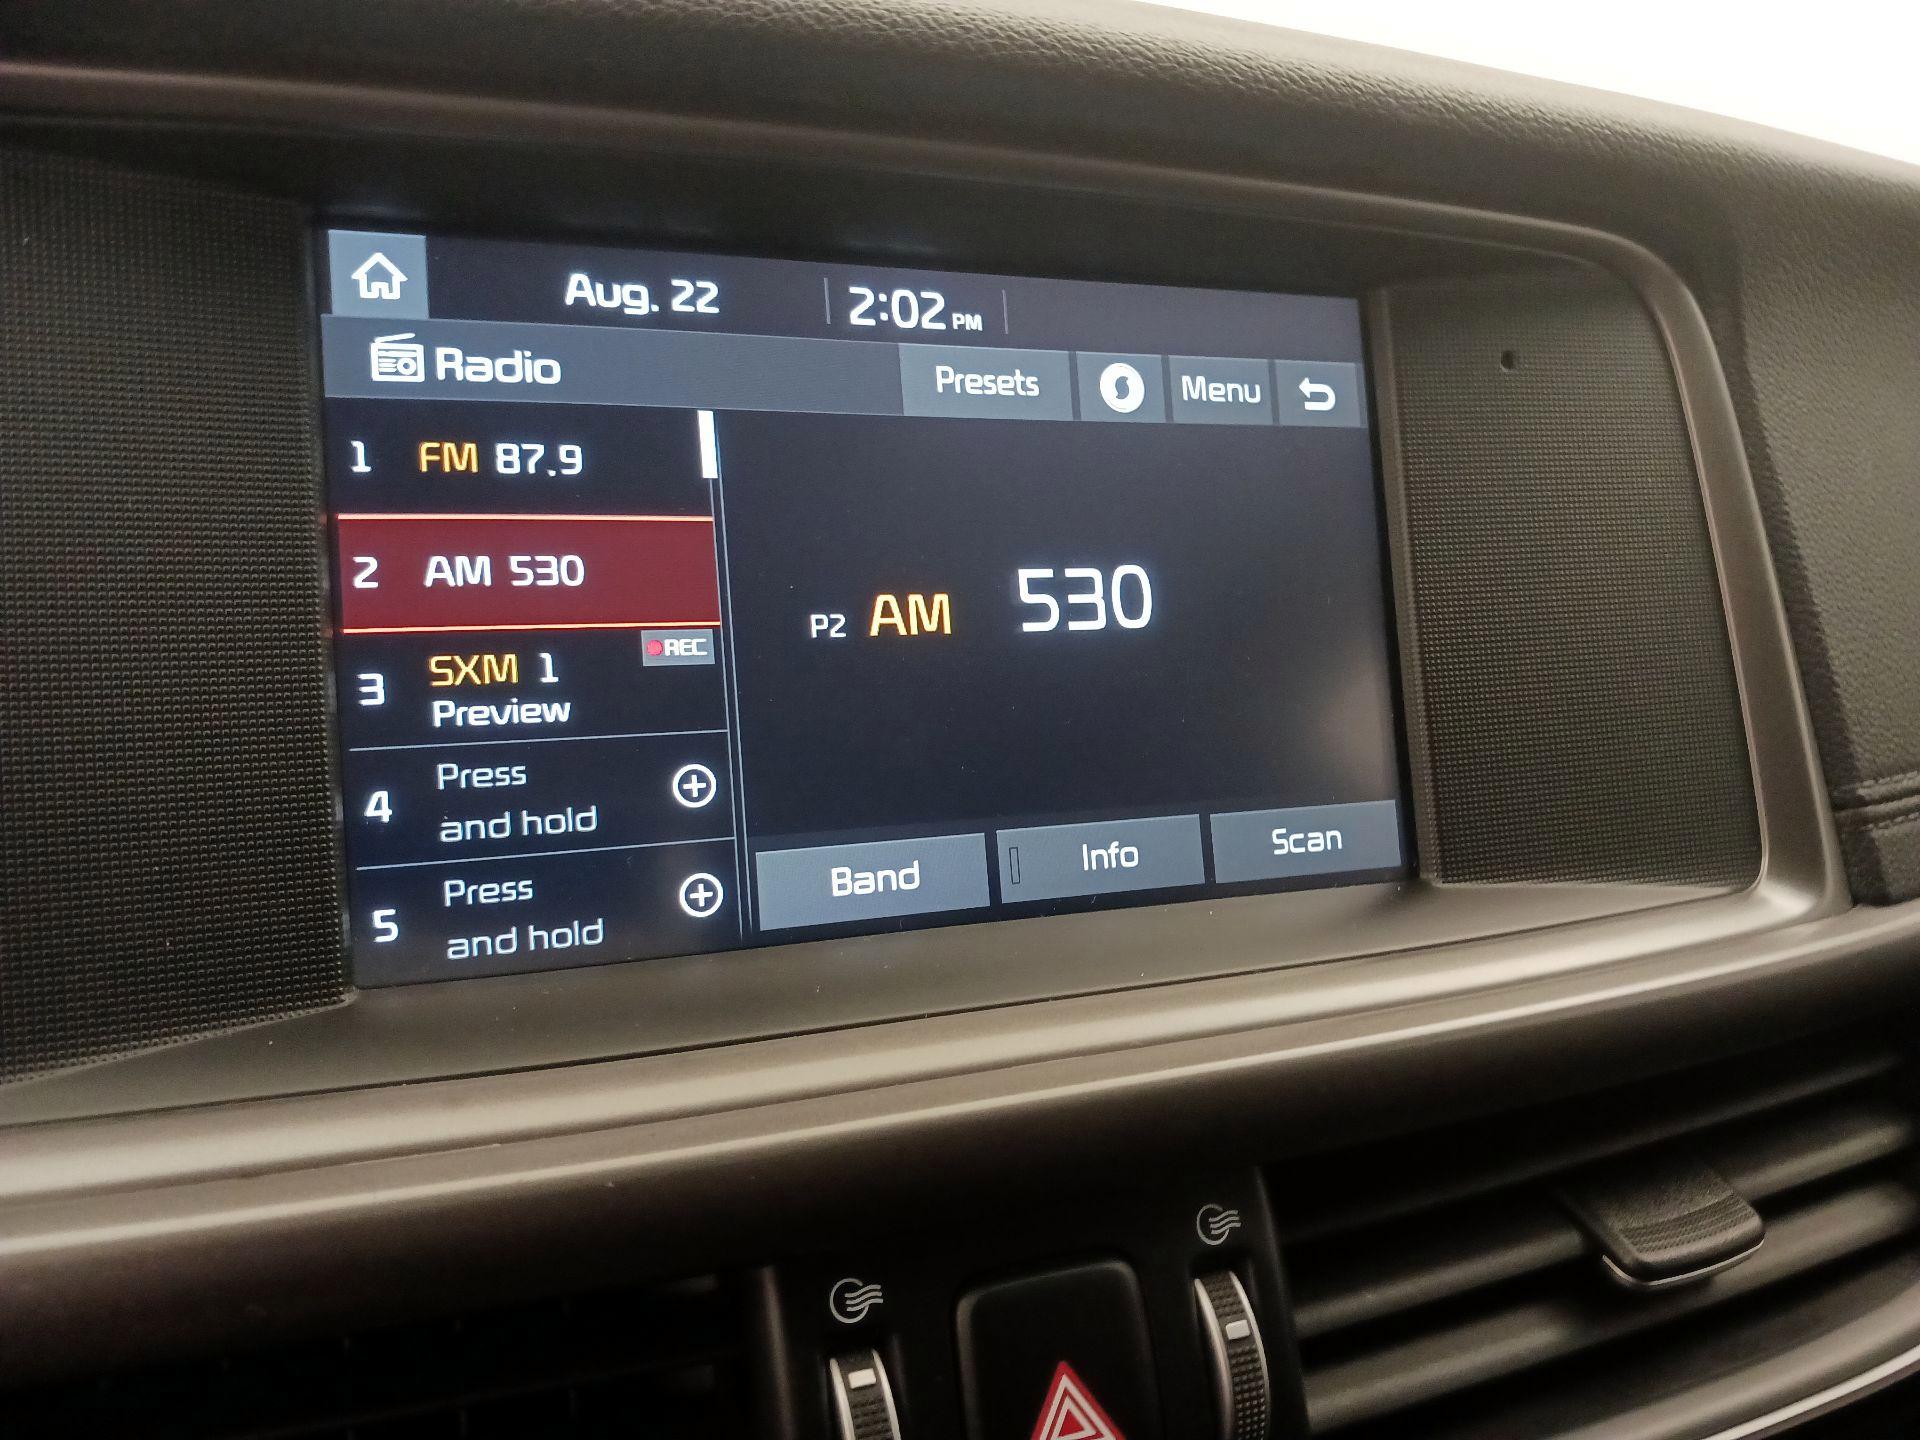 Aug. 22 2:02 PM
Radio Presets Menu
1 FM 87.9
2 AM 530
3 SXM 1 REC
Preview
4 Press
and hold
5 Press
and hold
P2 AM 530
Band Info Scan